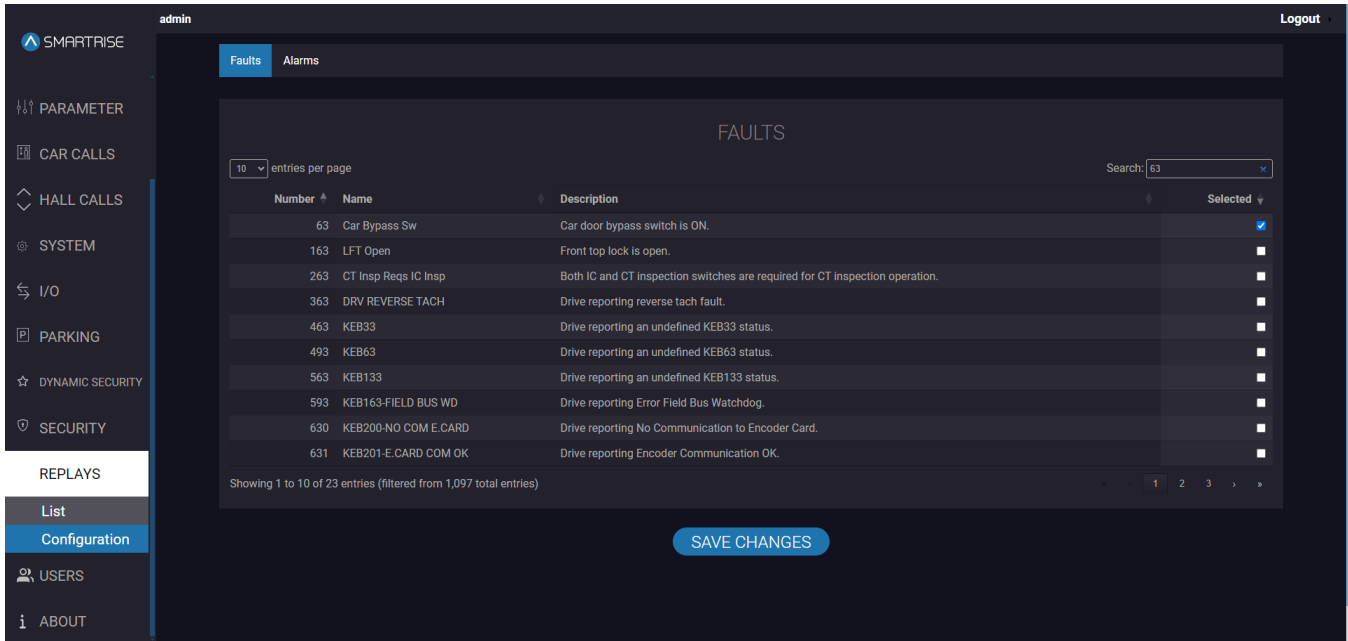 admin
Logout
SMARTRISE
Faults Alarms
PARAMETER
CAR CALLS
HALL CALLS
SYSTEM
I/O
PARKING
DYNAMIC SECURITY
SECURITY
REPLAYS
List
Configuration
USERS
ABOUT
FAULTS
10 entries per page
Search: 63
Number Name Description Selected
63 Car Bypass Sw Car door bypass switch is ON.
163 LFT Open Front top lock is open.
263 CT Insp Reqs IC Insp Both IC and CT inspection switches are required for CT inspection operation.
363 DRV REVERSE TACH Drive reporting reverse tach fault.
463 KEB33 Drive reporting an undefined KEB33 status.
493 KEB63 Drive reporting an undefined KEB63 status.
563 KEB133 Drive reporting an undefined KEB133 status.
593 KEB163-FIELD BUS WD Drive reporting Error Field Bus Watchdog.
630 KEB200-NO COM E.CARD Drive reporting No Communication to Encoder Card.
631 KEB201-E.CARD COM OK Drive reporting Encoder Communication OK.
Showing 1 to 10 of 23 entries (filtered from 1,097 total entries)
« ‹ 1 2 3 › »
SAVE CHANGES